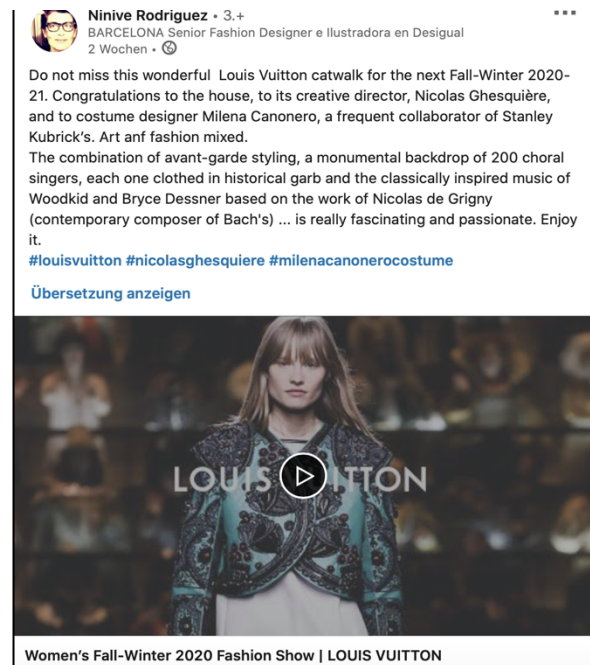 Ninive Rodriguez • 3.+
BARCELONA Senior Fashion Designer e Ilustradora en Desigual
2 Wochen •
Do not miss this wonderful Louis Vuitton catwalk for the next Fall-Winter 2020-
21. Congratulations to the house, to its creative director, Nicolas Ghesquière,
and to costume designer Milena Canonero, a frequent collaborator of Stanley
Kubrick's. Art anf fashion mixed.
The combination of avant-garde styling, a monumental backdrop of 200 choral
singers, each one clothed in historical garb and the classically inspired music of
Woodkid and Bryce Dessner based on the work of Nicolas de Grigny
(contemporary composer of Bach's) ... is really fascinating and passionate. Enjoy
it.
#louisvuitton #nicolasghesquiere #milenacanonerocostume
Übersetzung anzeigen
LOUIS VUITTON
Women's Fall-Winter 2020 Fashion Show | LOUIS VUITTON